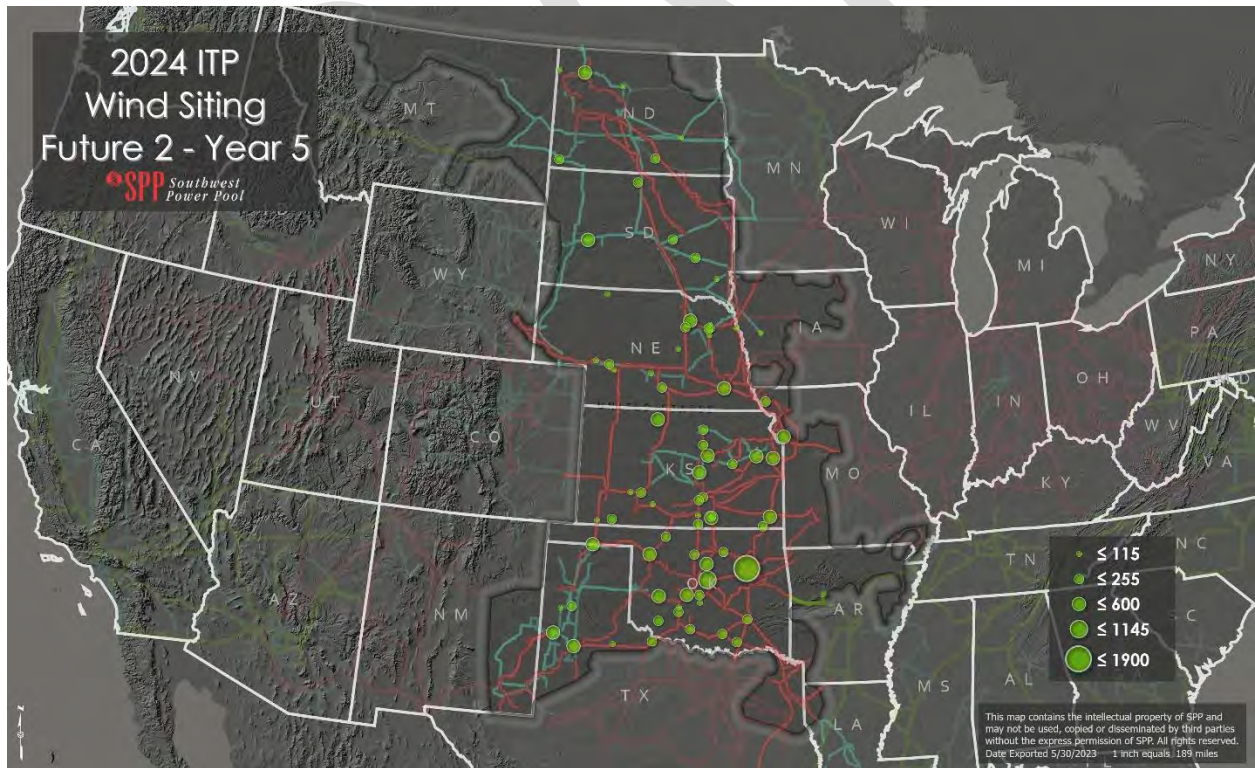 2024 ITP
Wind Siting
Future 2 - Year 5
SPP Southwest
Power Pool
MT
ND
MN
SD
WI
MI
NY
WY
IA
PA
NE
NV
UT
CO
IL
IN
OH
WV
VA
CA
KS
MO
KY
AZ
NM
OK
AR
TN
NC
SC
TX
LA
MS
AL
≤ 115
≤ 255
≤ 600
≤ 1145
≤ 1900
This map contains the intellectual property of SPP and
may not be used, copied or disseminated by third parties
without the express permission of SPP. All rights reserved.
Date Exported 5/30/2023 1 inch equals 189 miles